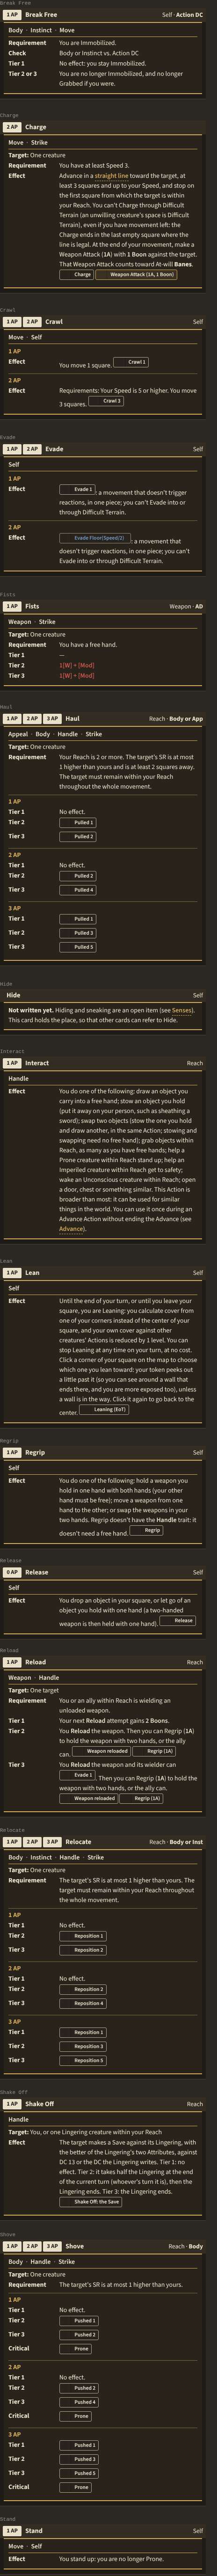 Break Free
1 AP Break Free Self · Action DC
Body · Instinct · Move
Requirement You are Immobilized.
Check Body or Instinct vs. Action DC
Tier 1 No effect: you stay Immobilized.
Tier 2 or 3 You are no longer Immobilized, and no longer
Grabbed if you were.
Charge
2 AP Charge
Move · Strike
Target: One creature
Requirement You have at least Speed 3.
Effect Advance in a straight line toward the target, at
least 3 squares and up to your Speed, and stop on
the first square from which the target is within
your Reach. You can't Charge through Difficult
Terrain (an unwilling creature's space is Difficult
Terrain), even if you have movement left: the
Charge ends in the last empty square where the
line is legal. At the end of your movement, make a
Weapon Attack (1A) with 1 Boon against the target.
That Weapon Attack counts toward At-will Banes.
Charge Weapon Attack (1A, 1 Boon)
Crawl
1 AP 2 AP Crawl Self
Move · Self
1 AP
Effect
You move 1 square. Crawl 1
2 AP
Effect Requirements: Your Speed is 5 or higher. You move
3 squares. Crawl 3
Evade
1 AP 2 AP Evade Self
Self
1 AP
Effect Evade 1 : a movement that doesn't trigger
reactions, in one piece; you can't Evade into or
through Difficult Terrain.
2 AP
Effect Evade Floor(Speed/2) : a movement that
doesn't trigger reactions, in one piece; you can't
Evade into or through Difficult Terrain.
Fists
1 AP Fists Weapon · AD
Weapon · Strike
Target: One creature
Requirement You have a free hand.
Tier 1 —
Tier 2 1[W] + [Mod]
Tier 3 1[W] + [Mod]
Haul
1 AP 2 AP 3 AP Haul Reach · Body or App
Appeal · Body · Handle · Strike
Target: One creature
Requirement Your Reach is 2 or more. The target's SR is at most
1 higher than yours and is at least 2 squares away.
The target must remain within your Reach
throughout the whole movement.
1 AP
Tier 1 No effect.
Tier 2 Pulled 1
Tier 3 Pulled 2
2 AP
Tier 1 No effect.
Tier 2 Pulled 2
Tier 3 Pulled 4
3 AP
Tier 1 Pulled 1
Tier 2 Pulled 3
Tier 3 Pulled 5
Hide
Hide Self
Not written yet. Hiding and sneaking are an open item (see Senses).
This card holds the place, so that other cards can refer to Hide.
Interact
1 AP Interact Reach
Handle
Effect You do one of the following: draw an object you
carry into a free hand; stow an object you hold
(put it away on your person, such as sheathing a
sword); swap two objects (stow the one you hold
and draw another, in the same Action; stowing and
swapping need no free hand); grab objects within
Reach, as many as you have free hands; help a
Prone creature within Reach stand up; help an
Imperiled creature within Reach get to safety;
wake an Unconscious creature within Reach; open
a door, chest or something similar. This Action is
broader than most: it can be used for similar
things in the world. You can use it once during an
Advance Action without ending the Advance (see
Advance).
Lean
1 AP Lean Self
Self
Effect Until the end of your turn, or until you leave your
square, you are Leaning: you calculate cover from
one of your corners instead of the center of your
square, and your own cover against other
creatures' Actions is reduced by 1 level. You can
stop Leaning at any time on your turn, at no cost.
Click a corner of your square on the map to choose
which one you lean toward; your token peeks out
a little past it (so you can see around a wall that
ends there, and you are more exposed too), unless
a wall is in the way. Click it again to go back to the
center. Leaning (EoT)
Regrip
1 AP Regrip Self
Self
Effect You do one of the following: hold a weapon you
hold in one hand with both hands (your other
hand must be free); move a weapon from one
hand to the other; or swap the weapons in your
two hands. Regrip doesn't have the Handle trait: it
doesn't need a free hand. Regrip
Release
0 AP Release Self
Self
Effect You drop an object in your square, or let go of an
object you hold with one hand (a two-handed
weapon is then held with one hand). Release
Reload
1 AP Reload Reach
Weapon · Handle
Target: One target
Requirement You or an ally within Reach is wielding an
unloaded weapon.
Tier 1 Your next Reload attempt gains 2 Boons.
Tier 2 You Reload the weapon. Then you can Regrip (1A)
to hold the weapon with two hands, or the ally
can. Weapon reloaded Regrip (1A)
Tier 3 You Reload the weapon and its wielder can
Evade 1 . Then you can Regrip (1A) to hold the
weapon with two hands, or the ally can.
Weapon reloaded Regrip (1A)
Relocate
1 AP 2 AP 3 AP Relocate Reach · Body or Inst
Body · Instinct · Handle · Strike
Target: One creature
Requirement The target's SR is at most 1 higher than yours. The
target must remain within your Reach throughout
the whole movement.
1 AP
Tier 1 No effect.
Tier 2 Reposition 1
Tier 3 Reposition 2
2 AP
Tier 1 No effect.
Tier 2 Reposition 2
Tier 3 Reposition 4
3 AP
Tier 1 Reposition 1
Tier 2 Reposition 3
Tier 3 Reposition 5
Shake Off
1 AP Shake Off Reach
Handle
Target: You, or one Lingering creature within your Reach
Effect The target makes a Save against its Lingering, with
the better of the Lingering's two Attributes, against
DC 13 or the DC the Lingering writes. Tier 1: no
effect. Tier 2: it takes half the Lingering at the end
of the current turn (whoever's turn it is), then the
Lingering ends. Tier 3: the Lingering ends.
Shake Off: the Save
Shove
1 AP 2 AP 3 AP Shove Reach · Body
Body · Handle · Strike
Target: One creature
Requirement The target's SR is at most 1 higher than yours.
1 AP
Tier 1 No effect.
Tier 2 Pushed 1
Tier 3 Pushed 2
Critical Prone
2 AP
Tier 1 No effect.
Tier 2 Pushed 2
Tier 3 Pushed 4
Critical Prone
3 AP
Tier 1 Pushed 1
Tier 2 Pushed 3
Tier 3 Pushed 5
Critical Prone
Stand
1 AP Stand Self
Move · Self
Effect You stand up: you are no longer Prone.